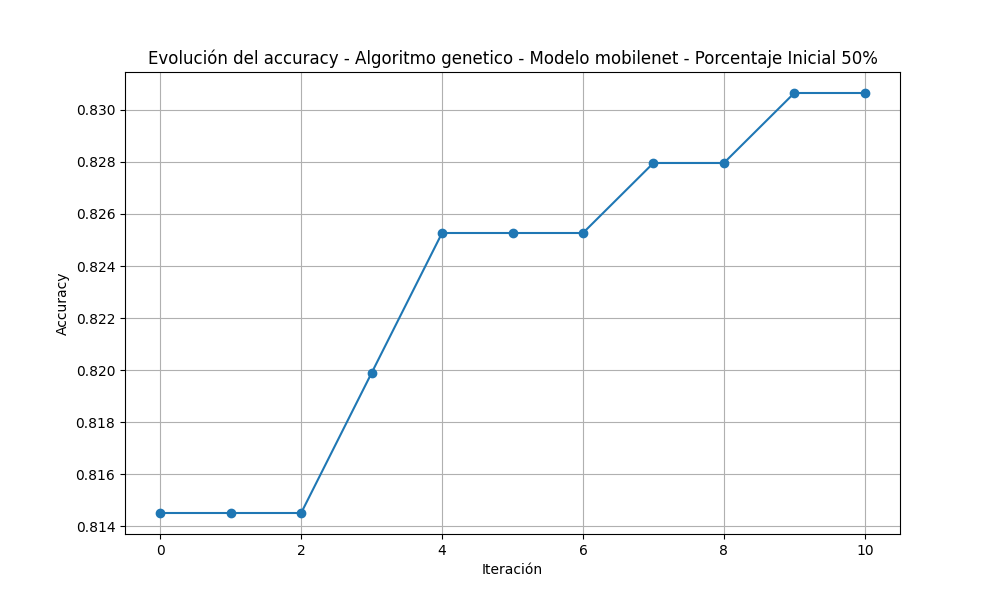 Evolución del accuracy - Algoritmo genetico - Modelo mobilenet - Porcentaje Inicial 50%
0.830
0.828
0.826
0.824
0.822
0.820
0.818
0.816
0.814
Accuracy
0 2 4 6 8 10
Iteración